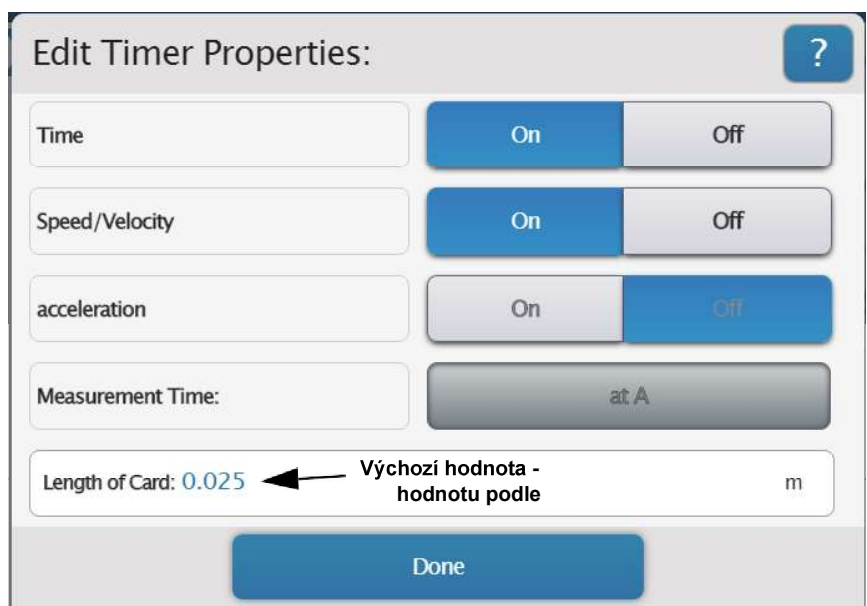 Edit Timer Properties:
?
Time
On
Off
Speed/Velocity
On
Off
acceleration
On
Off
Measurement Time:
at A
Length of Card: 0.025
Výchozí hodnota -
hodnotu podle
m
Done